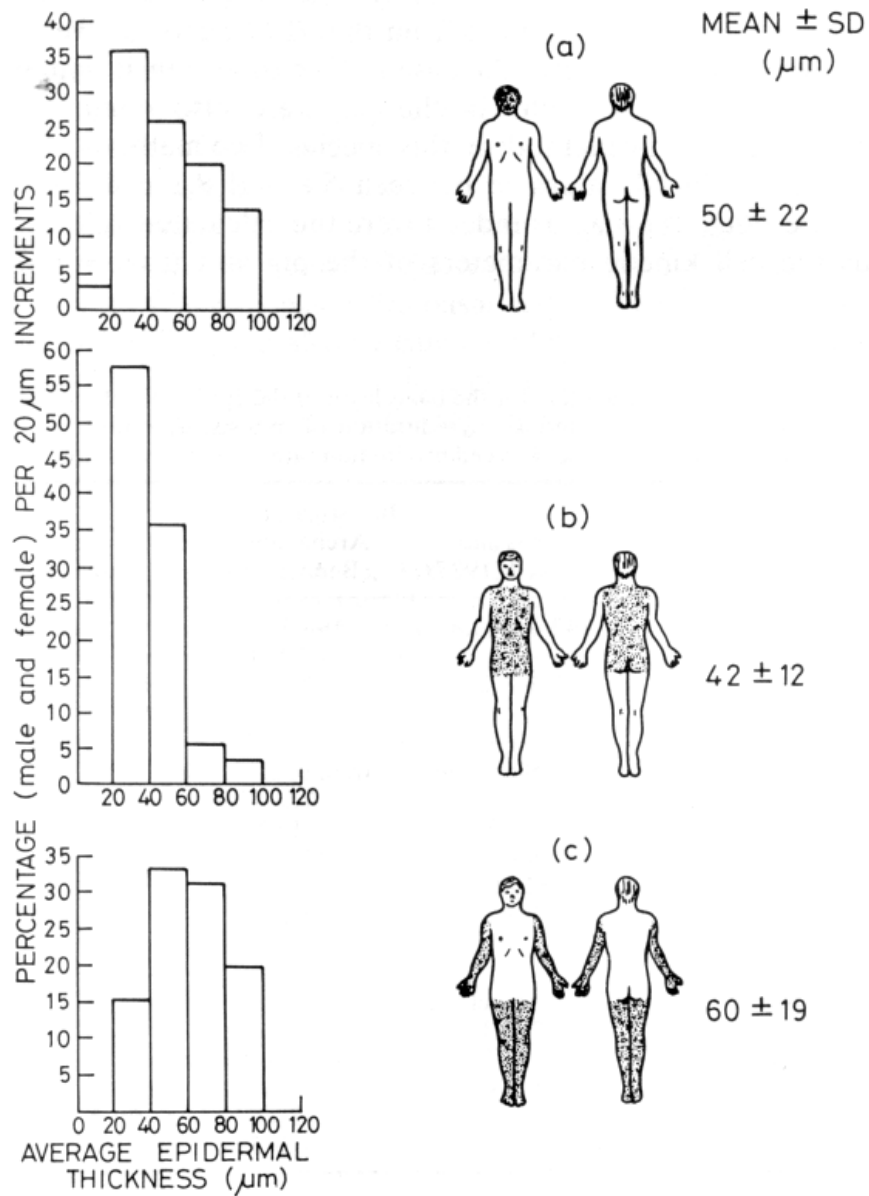 MEAN ± SD
(µm)
PERCENTAGE (male and female) PER 20 µm INCREMENTS
(a)
40
35
30
25
20
15
10
5
0
20 40 60 80 100 120
50 ± 22
(b)
60
55
50
45
40
35
30
25
20
15
10
5
0
20 40 60 80 100 120
42 ± 12
(c)
35
30
25
20
15
10
5
0 20 40 60 80 100 120
60 ± 19
AVERAGE EPIDERMAL
THICKNESS (µm)